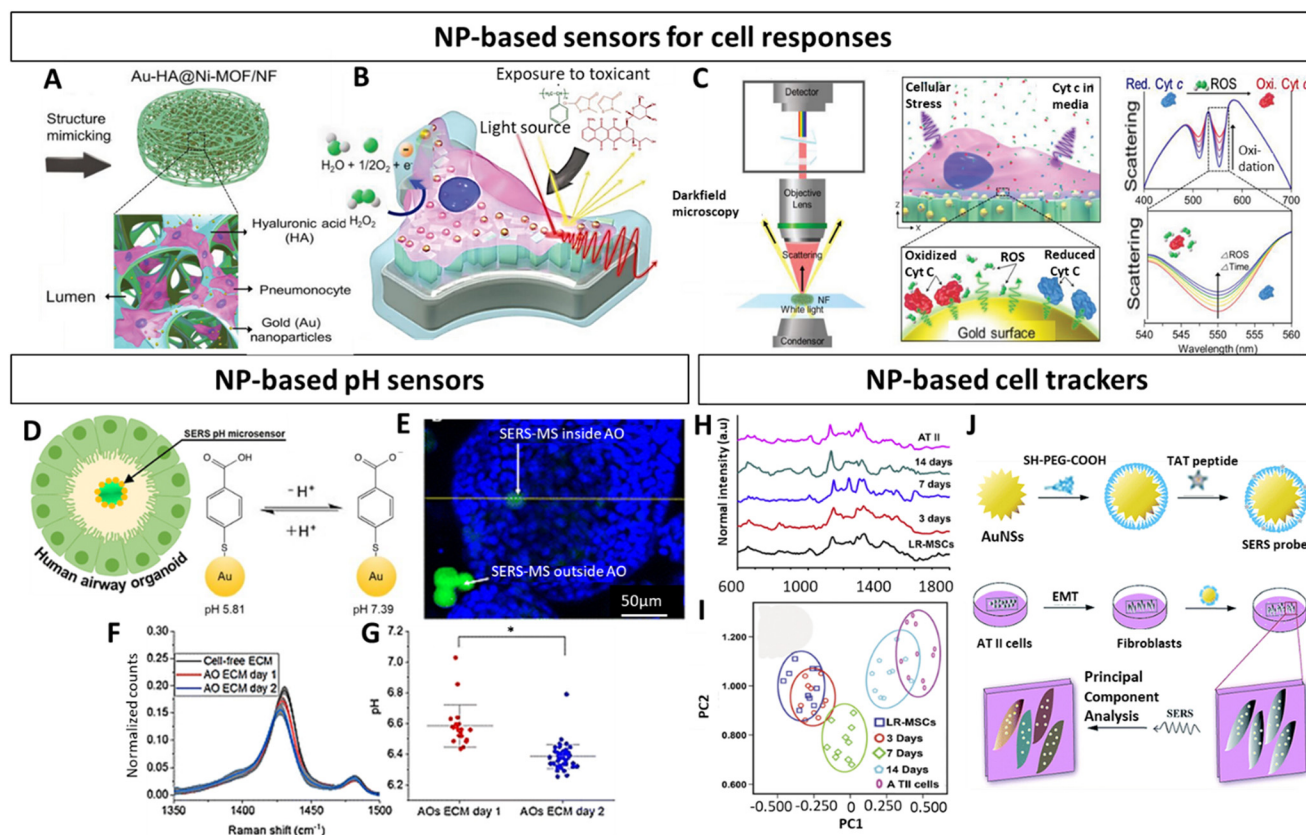 NP-based sensors for cell responses
A
Au-HA@Ni-MOF/NF
Structure
mimicking
Hyaluronic acid
(HA)
Lumen
Pneumonocyte
Gold (Au)
nanoparticles
B
Exposure to toxicant
Light source
H₂O + 1/2O₂ + e⁻
H₂O₂
C
Detector
Darkfield
microscopy
Objective
Lens
Scattering
NF
White light
Condensor
Cellular
Stress
Cyt c in
media
Z
X
Oxidized
Cyt C
ROS
Reduced
Cyt C
Gold surface
Red. Cyt c
ROS
Oxi. Cyt c
Scattering
Oxi-
dation
400 500 600 700
Scattering
△ROS
△Time
540 545 550 555 560
Wavelength (nm)
NP-based pH sensors
D
SERS pH microsensor
Human airway organoid
O OH
S
Au
pH 5.81
−H⁺
+H⁺
O O⁻
S
Au
pH 7.39
E
SERS-MS inside AO
SERS-MS outside AO
50µm
F
Normalized counts
0.30
0.25
0.20
0.15
0.10
0.05
0.00
Cell-free ECM
AO ECM day 1
AO ECM day 2
1350 1400 1450 1500
Raman shift (cm⁻¹)
G
*
pH
7.2
7.0
6.8
6.6
6.4
6.2
AOs ECM day 1 AOs ECM day 2
NP-based cell trackers
H
Normal intensity (a.u)
AT II
14 days
7 days
3 days
LR-MSCs
600 1000 1400 1800
I
PC2
1.200
1.000
0.800
0.600
LR-MSCs
3 Days
7 Days
14 Days
A TII cells
-0.500 -0.250 0 0.250 0.500
PC1
J
SH-PEG-COOH
TAT peptide
AuNSs
SERS probe
EMT
AT II cells
Fibroblasts
Principal
Component
Analysis
SERS